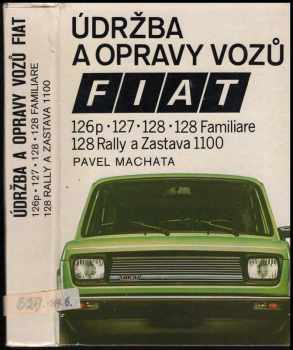 ÚDRŽBA A OPRAVY VOZŮ FIAT
126p • 127 • 128 • 128 FAMILIARE
128 RALLY A ZASTAVA 1100
ÚDRŽBA
A OPRAVY VOZŮ
FIAT
126p • 127 • 128 • 128 Familiare
128 Rally a Zastava 1100
PAVEL MACHATA
FIAT